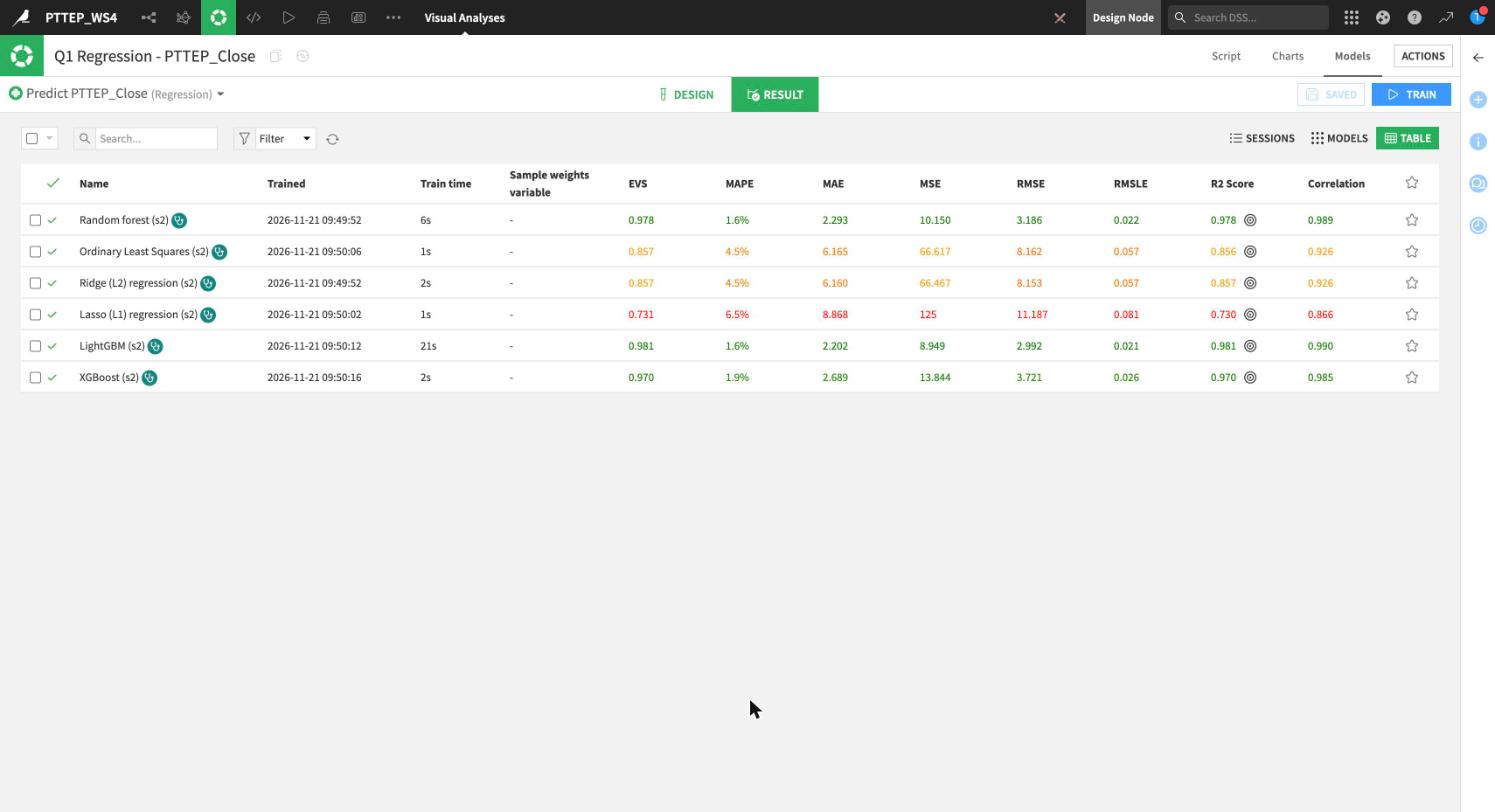 PTTEP_WS4 Visual Analyses Design Node Search DSS...
Q1 Regression - PTTEP_Close Script Charts Models ACTIONS
Predict PTTEP_Close (Regression) DESIGN RESULT SAVED TRAIN
Search... Filter SESSIONS MODELS TABLE
Name Trained Train time Sample weights variable EVS MAPE MAE MSE RMSE RMSLE R2 Score Correlation
Random forest (s2) 2026-11-21 09:49:52 6s - 0.978 1.6% 2.293 10.150 3.186 0.022 0.978 0.989
Ordinary Least Squares (s2) 2026-11-21 09:50:06 1s - 0.857 4.5% 6.165 66.617 8.162 0.057 0.856 0.926
Ridge (L2) regression (s2) 2026-11-21 09:49:52 2s - 0.857 4.5% 6.160 66.467 8.153 0.057 0.857 0.926
Lasso (L1) regression (s2) 2026-11-21 09:50:02 1s - 0.731 6.5% 8.868 125 11.187 0.081 0.730 0.866
LightGBM (s2) 2026-11-21 09:50:12 21s - 0.981 1.6% 2.202 8.949 2.992 0.021 0.981 0.990
XGBoost (s2) 2026-11-21 09:50:16 2s - 0.970 1.9% 2.689 13.844 3.721 0.026 0.970 0.985